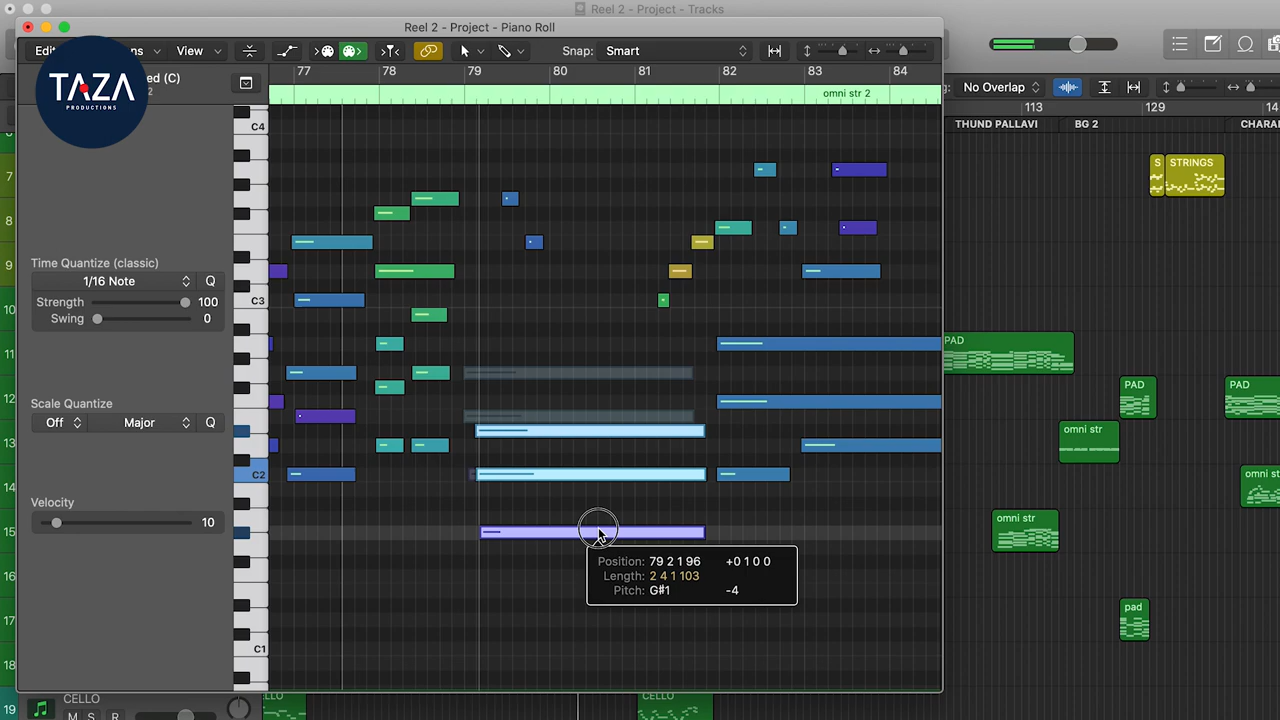 Reel 2 - Project - Tracks
Reel 2 - Project - Piano Roll
View
Snap: Smart
No Overlap
TAZA
PRODUCTIONS
77 78 79 80 81 82 83 84
omni str 2
113 129
THUND PALLAVI BG 2 CHARA
C4
7 S STRINGS
8
9
Time Quantize (classic)
1/16 Note Q
Strength 100
Swing 0
C3
10
11 PAD
12 PAD PAD
Scale Quantize
Off Major Q
13 omni str
C2
14 omni st
Velocity
10
15 omni str
Position: 79 2 1 96 +0 1 0 0
Length: 2 4 1 103
Pitch: G#1 -4
16
17 pad
C1
18
19 CELLO CELLO
M S R